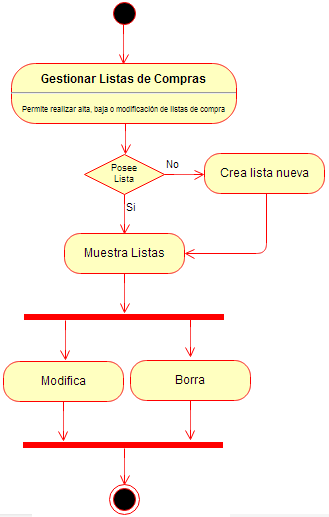 Gestionar Listas de Compras
Permite realizar alta, baja o modificación de listas de compra
Posee
Lista
No
Crea lista nueva
Si
Muestra Listas
Modifica
Borra